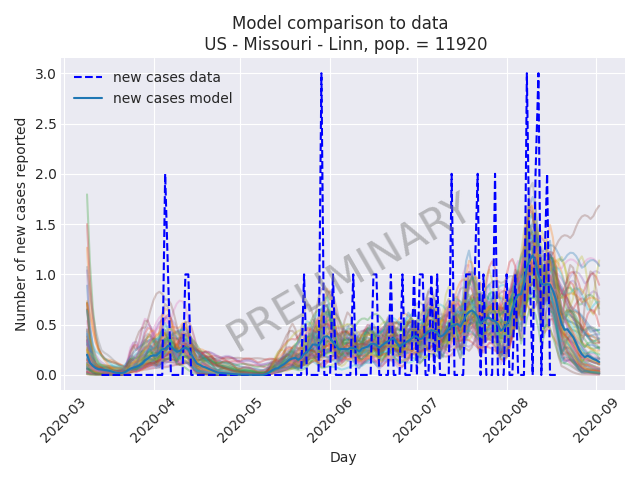 Model comparison to data
US - Missouri - Linn, pop. = 11920
new cases data
new cases model
PRELIMINARY
Number of new cases reported
3.0
2.5
2.0
1.5
1.0
0.5
0.0
2020-03
2020-04
2020-05
2020-06
2020-07
2020-08
2020-09
Day